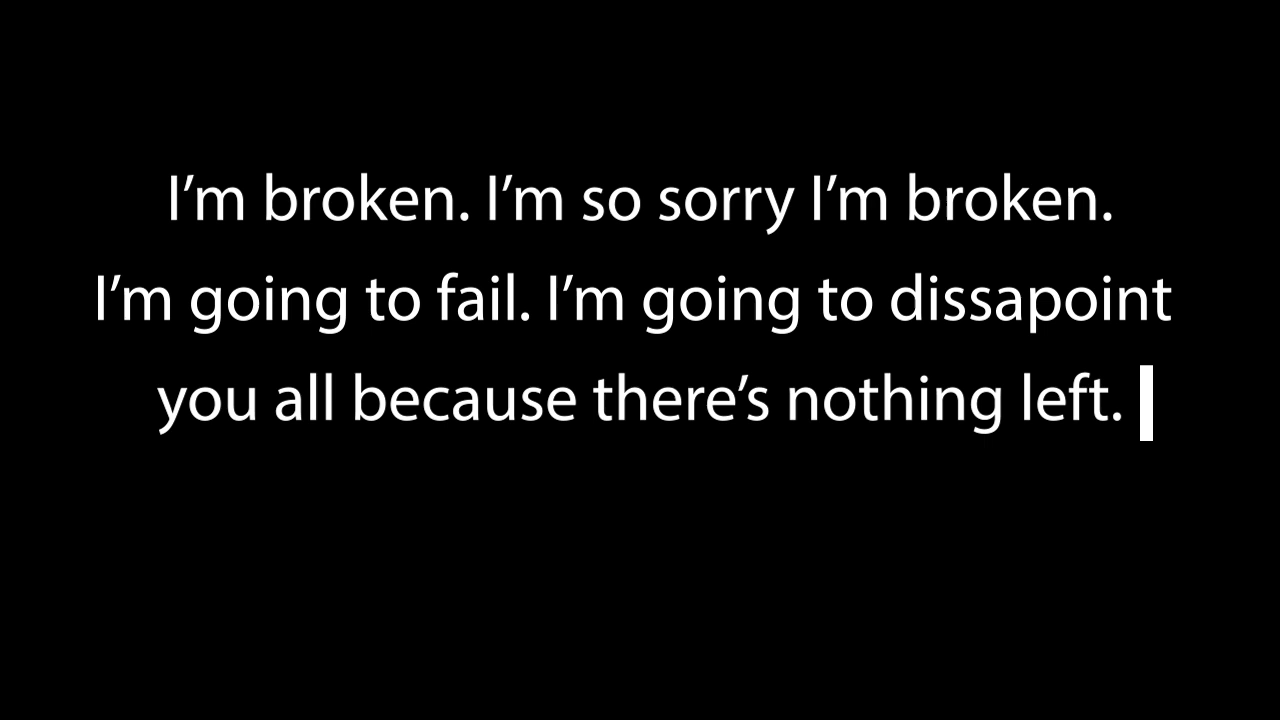 I’m broken. I’m so sorry I’m broken.
I’m going to fail. I’m going to dissapoint
you all because there’s nothing left.